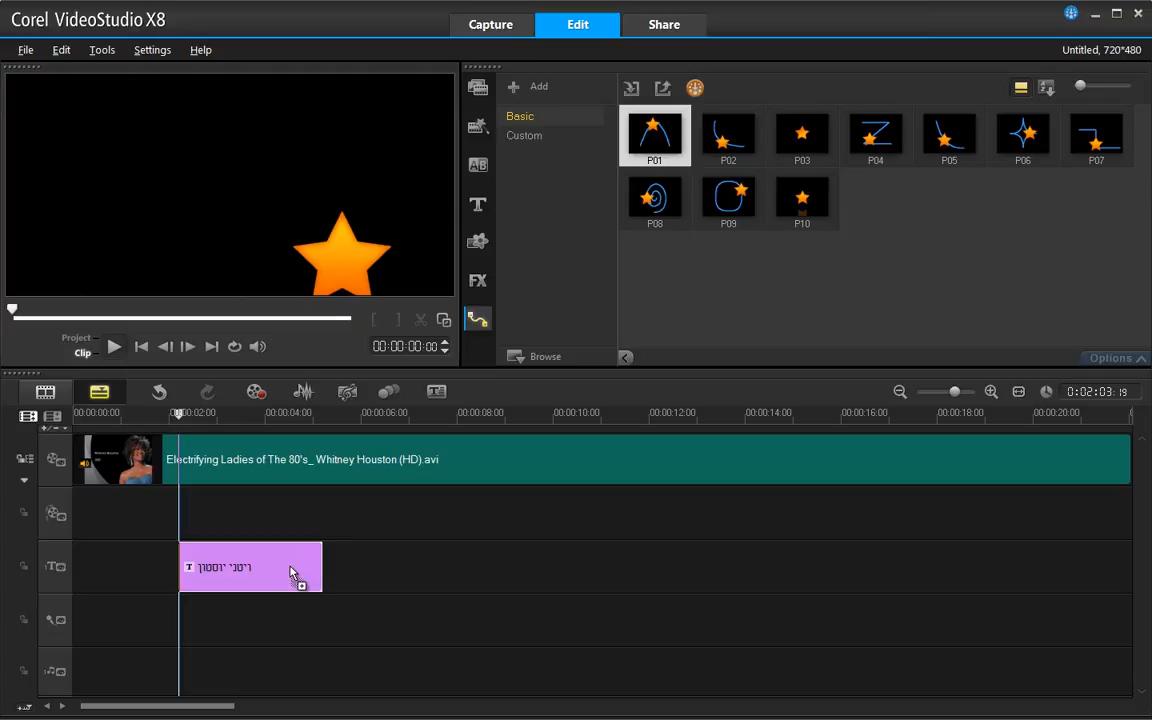 Corel VideoStudio X8
Capture
Edit
Share
File
Edit
Tools
Settings
Help
Untitled, 720*480
Add
Basic
Custom
AB
T
FX
Browse
P01
P02
P03
P04
P05
P06
P07
P08
P09
P10
Options
Project
Clip
00:00:00:00
0:02:03:19
00:00:00:00
00:00:02:00
00:00:04:00
00:00:06:00
00:00:08:00
00:00:10:00
00:00:12:00
00:00:14:00
00:00:16:00
00:00:18:00
00:00:20:00
Electrifying Ladies of The 80's_ Whitney Houston (HD).avi
T ויטני יוסטון